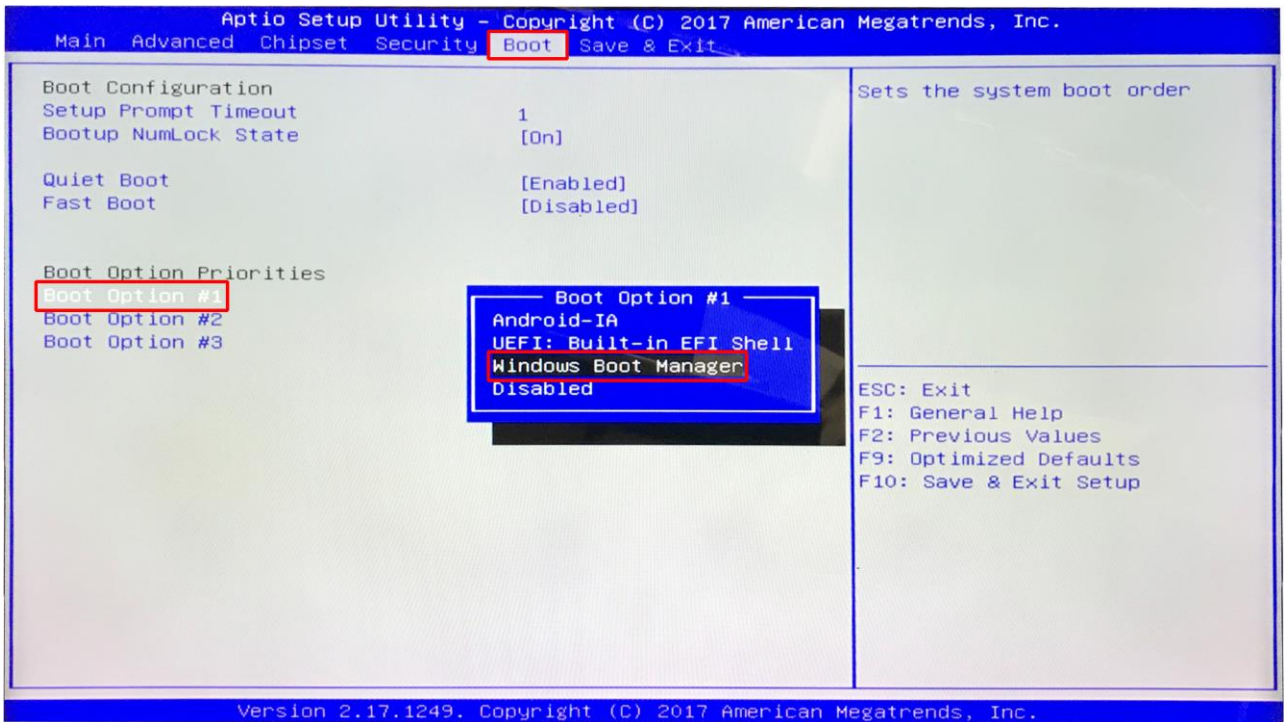 Aptio Setup Utility – Copyright (C) 2017 American Megatrends, Inc.
Main Advanced Chipset Security Boot Save & Exit
Boot Configuration
Setup Prompt Timeout 1
Bootup NumLock State [On]
Quiet Boot [Enabled]
Fast Boot [Disabled]
Boot Option Priorities
Boot Option #1
Boot Option #2
Boot Option #3
Boot Option #1
Android-IA
UEFI: Built-in EFI Shell
Windows Boot Manager
Disabled
Sets the system boot order
ESC: Exit
F1: General Help
F2: Previous Values
F9: Optimized Defaults
F10: Save & Exit Setup
Version 2.17.1249. Copyright (C) 2017 American Megatrends, Inc.